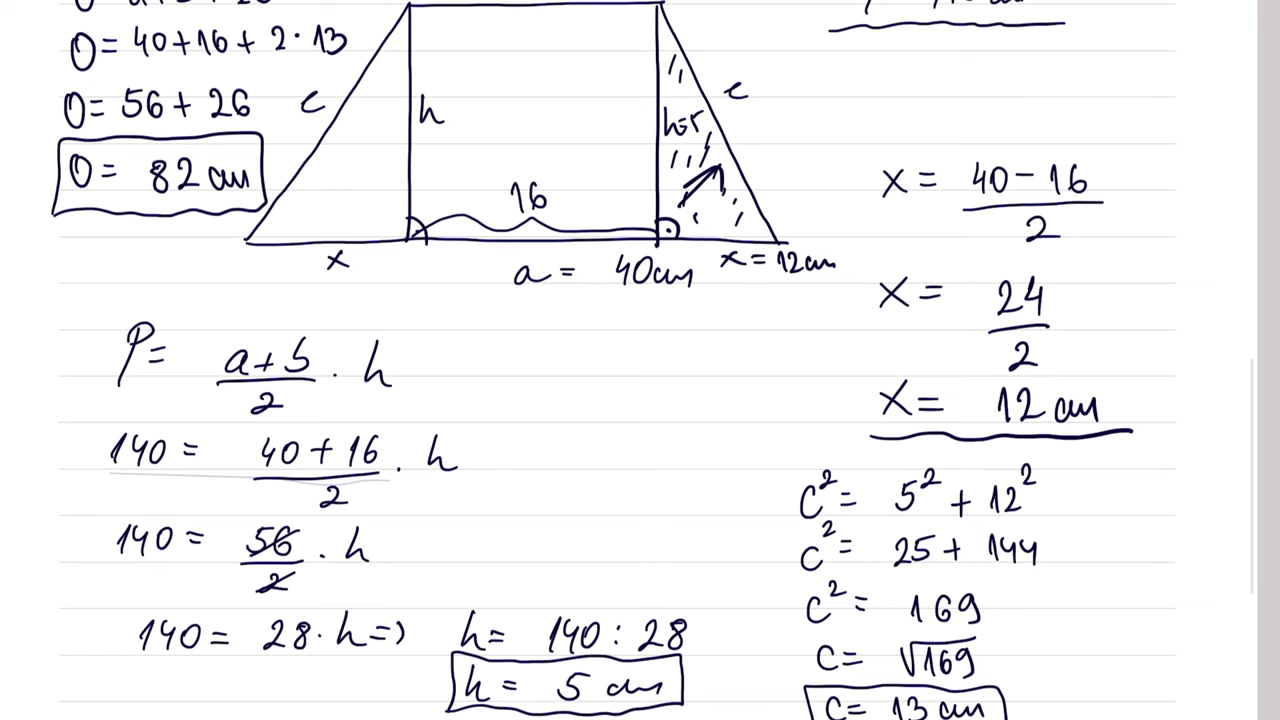 O= 40+16+ 2·13
O= 56+ 26
O= 82 cm
c
h
h=5
c
16
x
a = 40cm
x=12cm
x= 40-16 / 2
x= 24 / 2
x= 12 cm
P= a+b / 2 · h
140 = 40+16 / 2 · h
140 = 56 / 2 · h
140 = 28·h =>
h= 140:28
h= 5 cm
c²= 5²+12²
c²= 25+144
c²= 169
c= √169
c= 13 cm